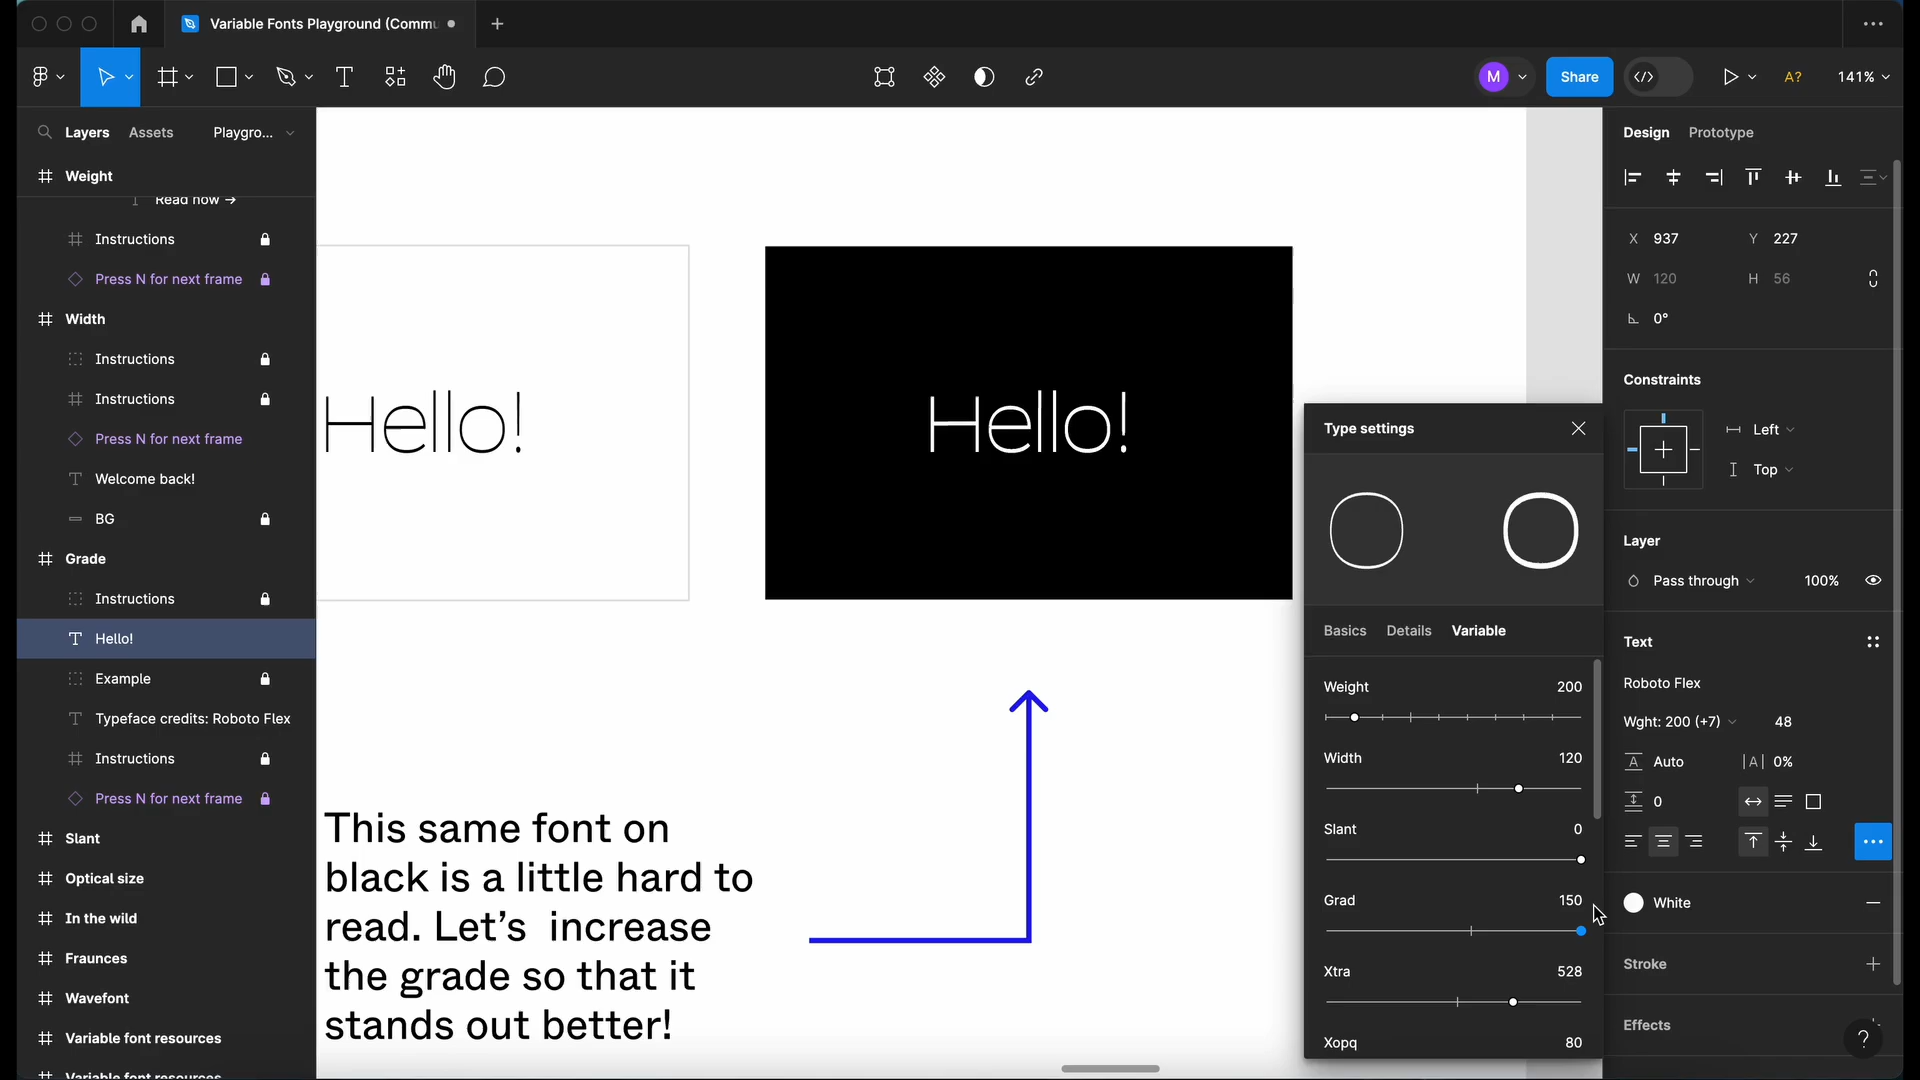 Variable Fonts Playground (Commu
M
Share
A?
141%
Layers
Assets
Playgro...
Weight
Read now →
Instructions
Press N for next frame
Width
Instructions
Instructions
Press N for next frame
Welcome back!
BG
Grade
Instructions
Hello!
Example
Typeface credits: Roboto Flex
Instructions
Press N for next frame
Slant
Optical size
In the wild
Fraunces
Wavefont
Variable font resources
Variable font resources
Hello!
Hello!
This same font on
black is a little hard to
read. Let’s increase
the grade so that it
stands out better!
Type settings
Basics
Details
Variable
Weight 200
Width 120
Slant 0
Grad 150
Xtra 528
Xopq 80
Design
Prototype
X 937
Y 227
W 120
H 56
0°
Constraints
Left
Top
Layer
Pass through
100%
Text
Roboto Flex
Wght: 200 (+7)
48
A Auto
|A| 0%
0
White
Stroke
Effects
?